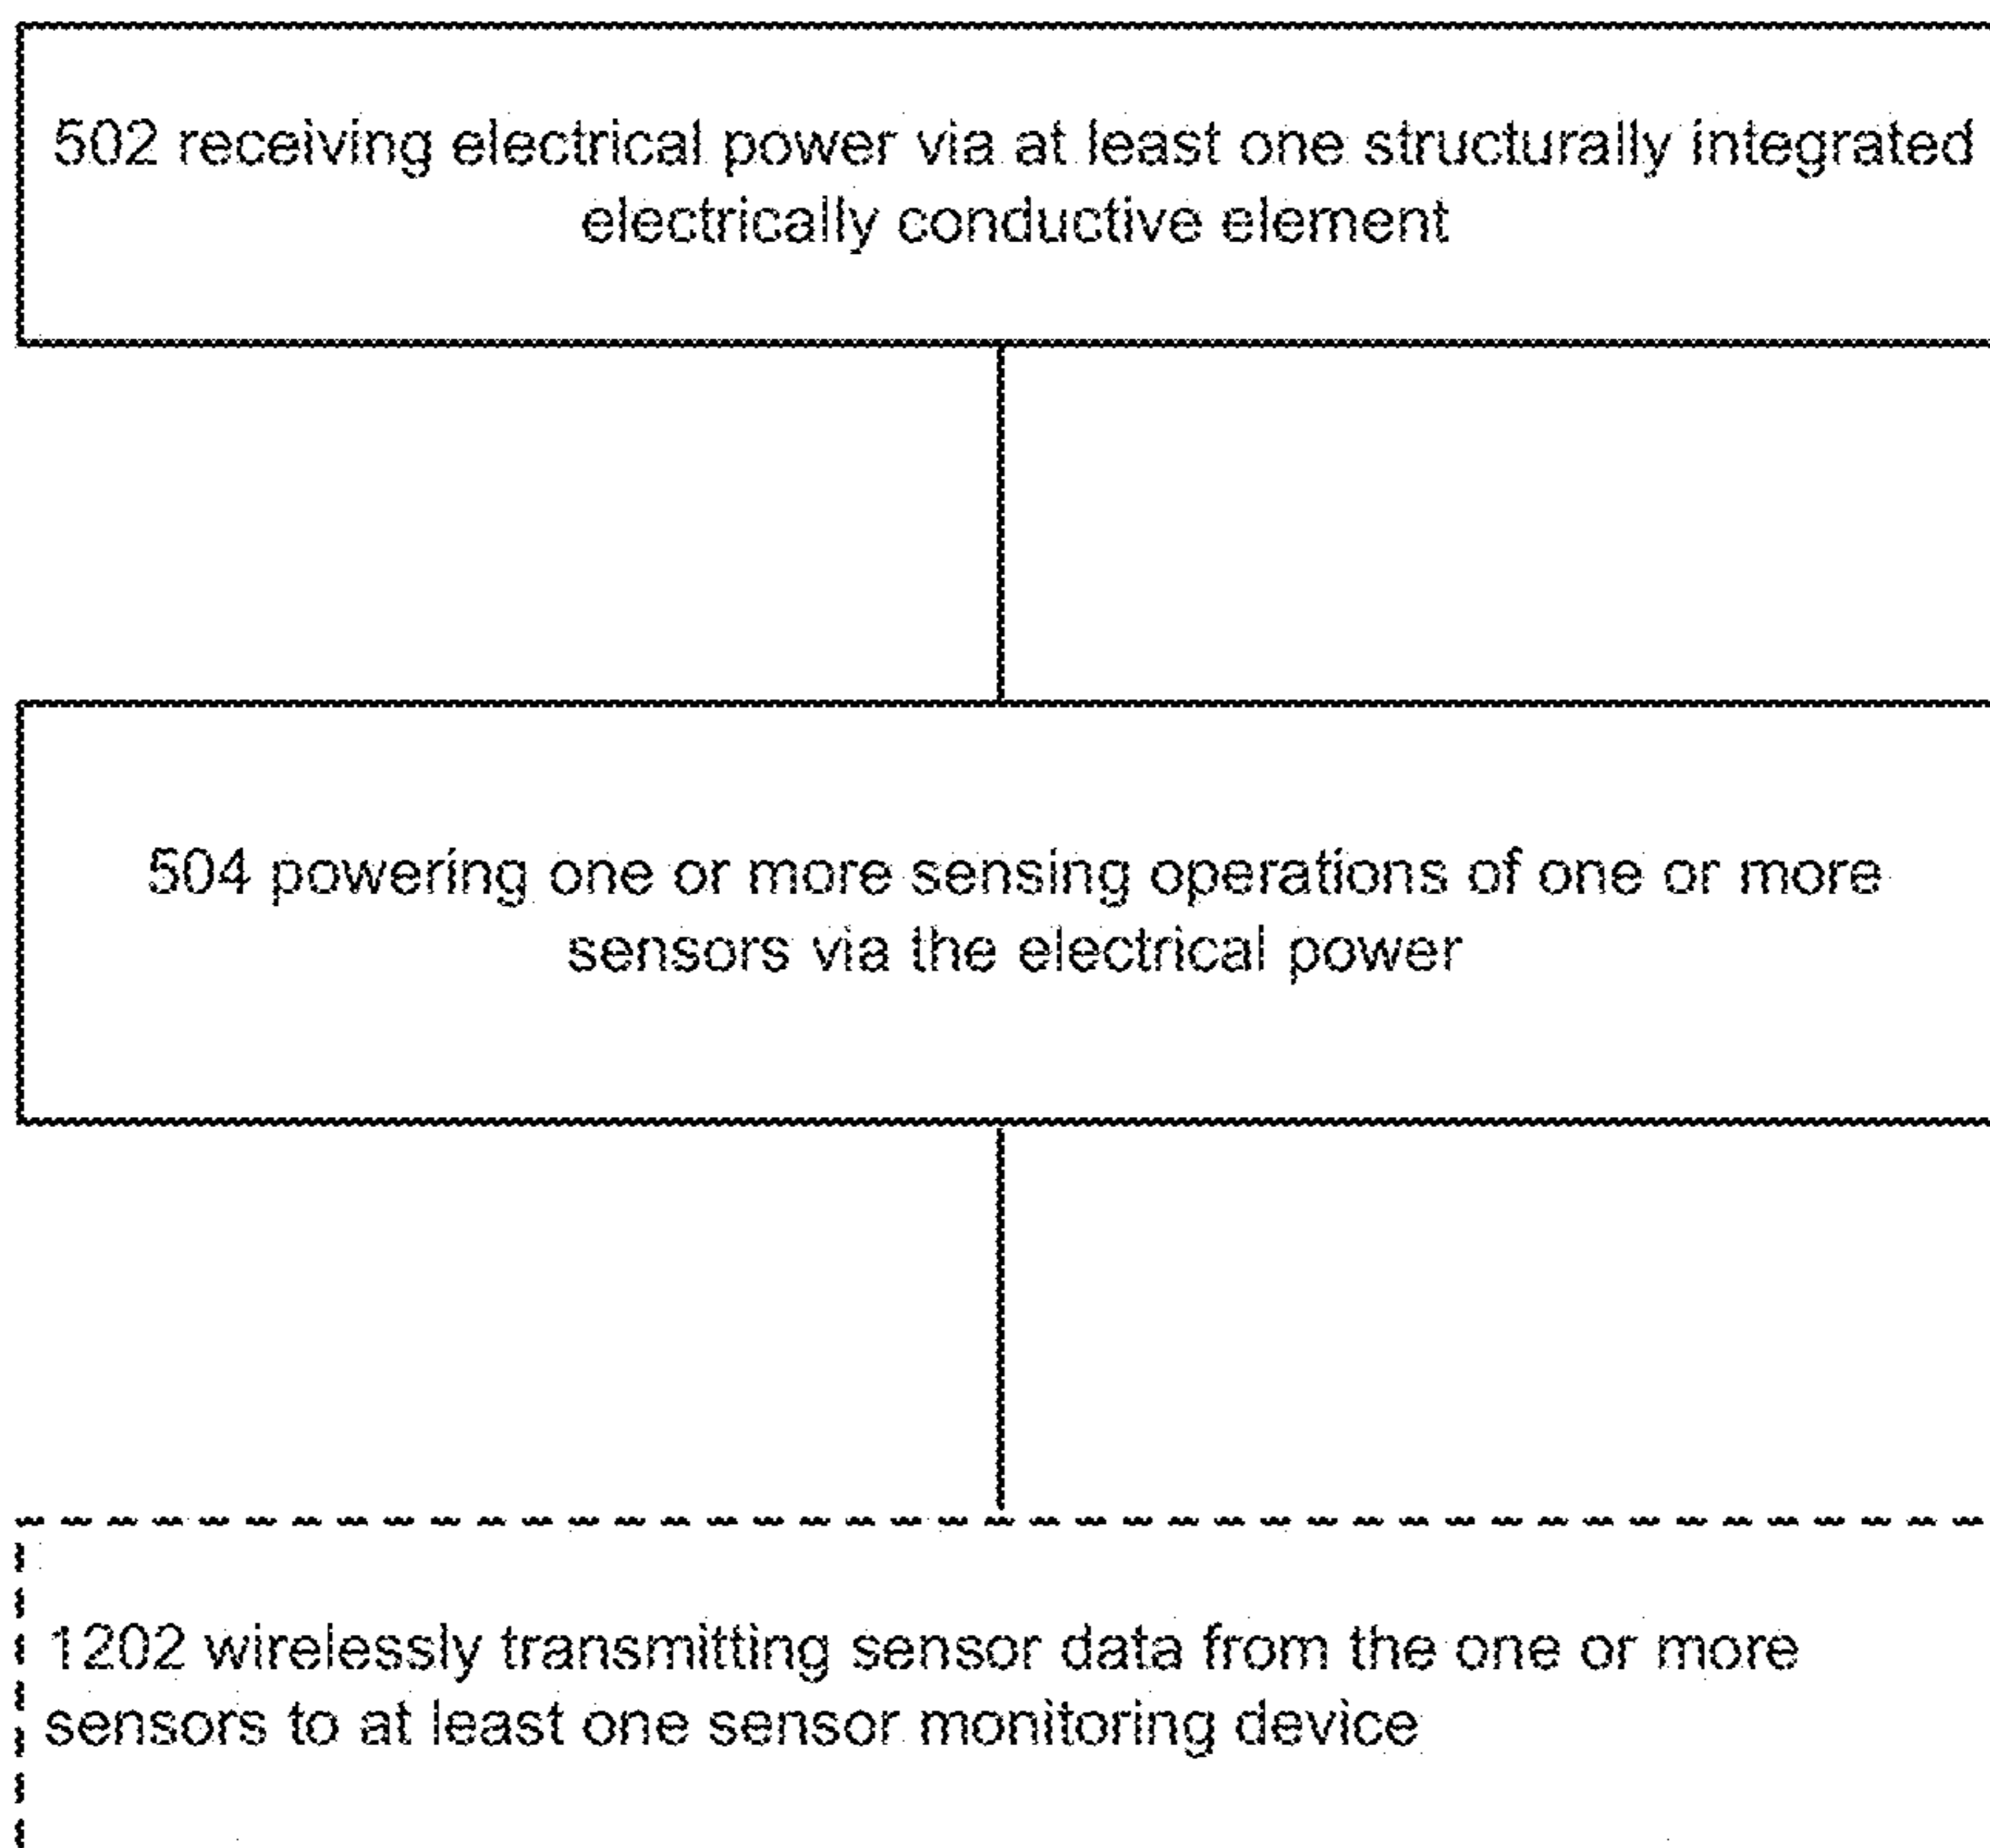 502 receiving electrical power via at least one structurally integrated
electrically conductive element
504 powering one or more sensing operations of one or more
sensors via the electrical power
1202 wirelessly transmitting sensor data from the one or more
sensors to at least one sensor monitoring device